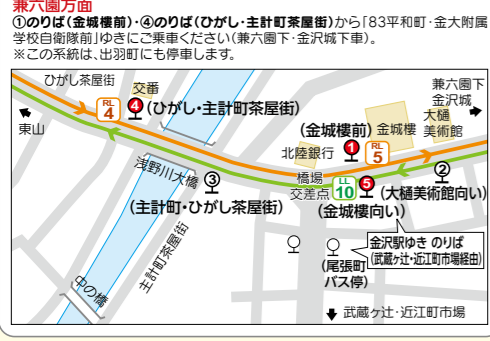 兼六園方面
①のりば(金城樓前)・④のりば(ひがし・主計町茶屋街)から「83平和町・金大附属
学校自衛隊前」ゆきにご乗車ください(兼六園下・金沢城下車)。
※この系統は、出羽町にも停車します。
ひがし茶屋街
交番
兼六園下
金沢城
RL
4
④
(ひがし・主計町茶屋街)
大樋
美術館
東山
(金城樓前)
金城樓
北陸銀行
①
RL
5
浅野川大橋
③
橋場
交差点
LL
10
⑤
②
(大樋美術館向い)
(主計町・ひがし茶屋街)
(金城樓向い)
主計町茶屋街
金沢駅ゆき のりば
(武蔵ヶ辻・近江町市場経由)
中の橋
(尾張町
バス停)
武蔵ヶ辻・近江町市場